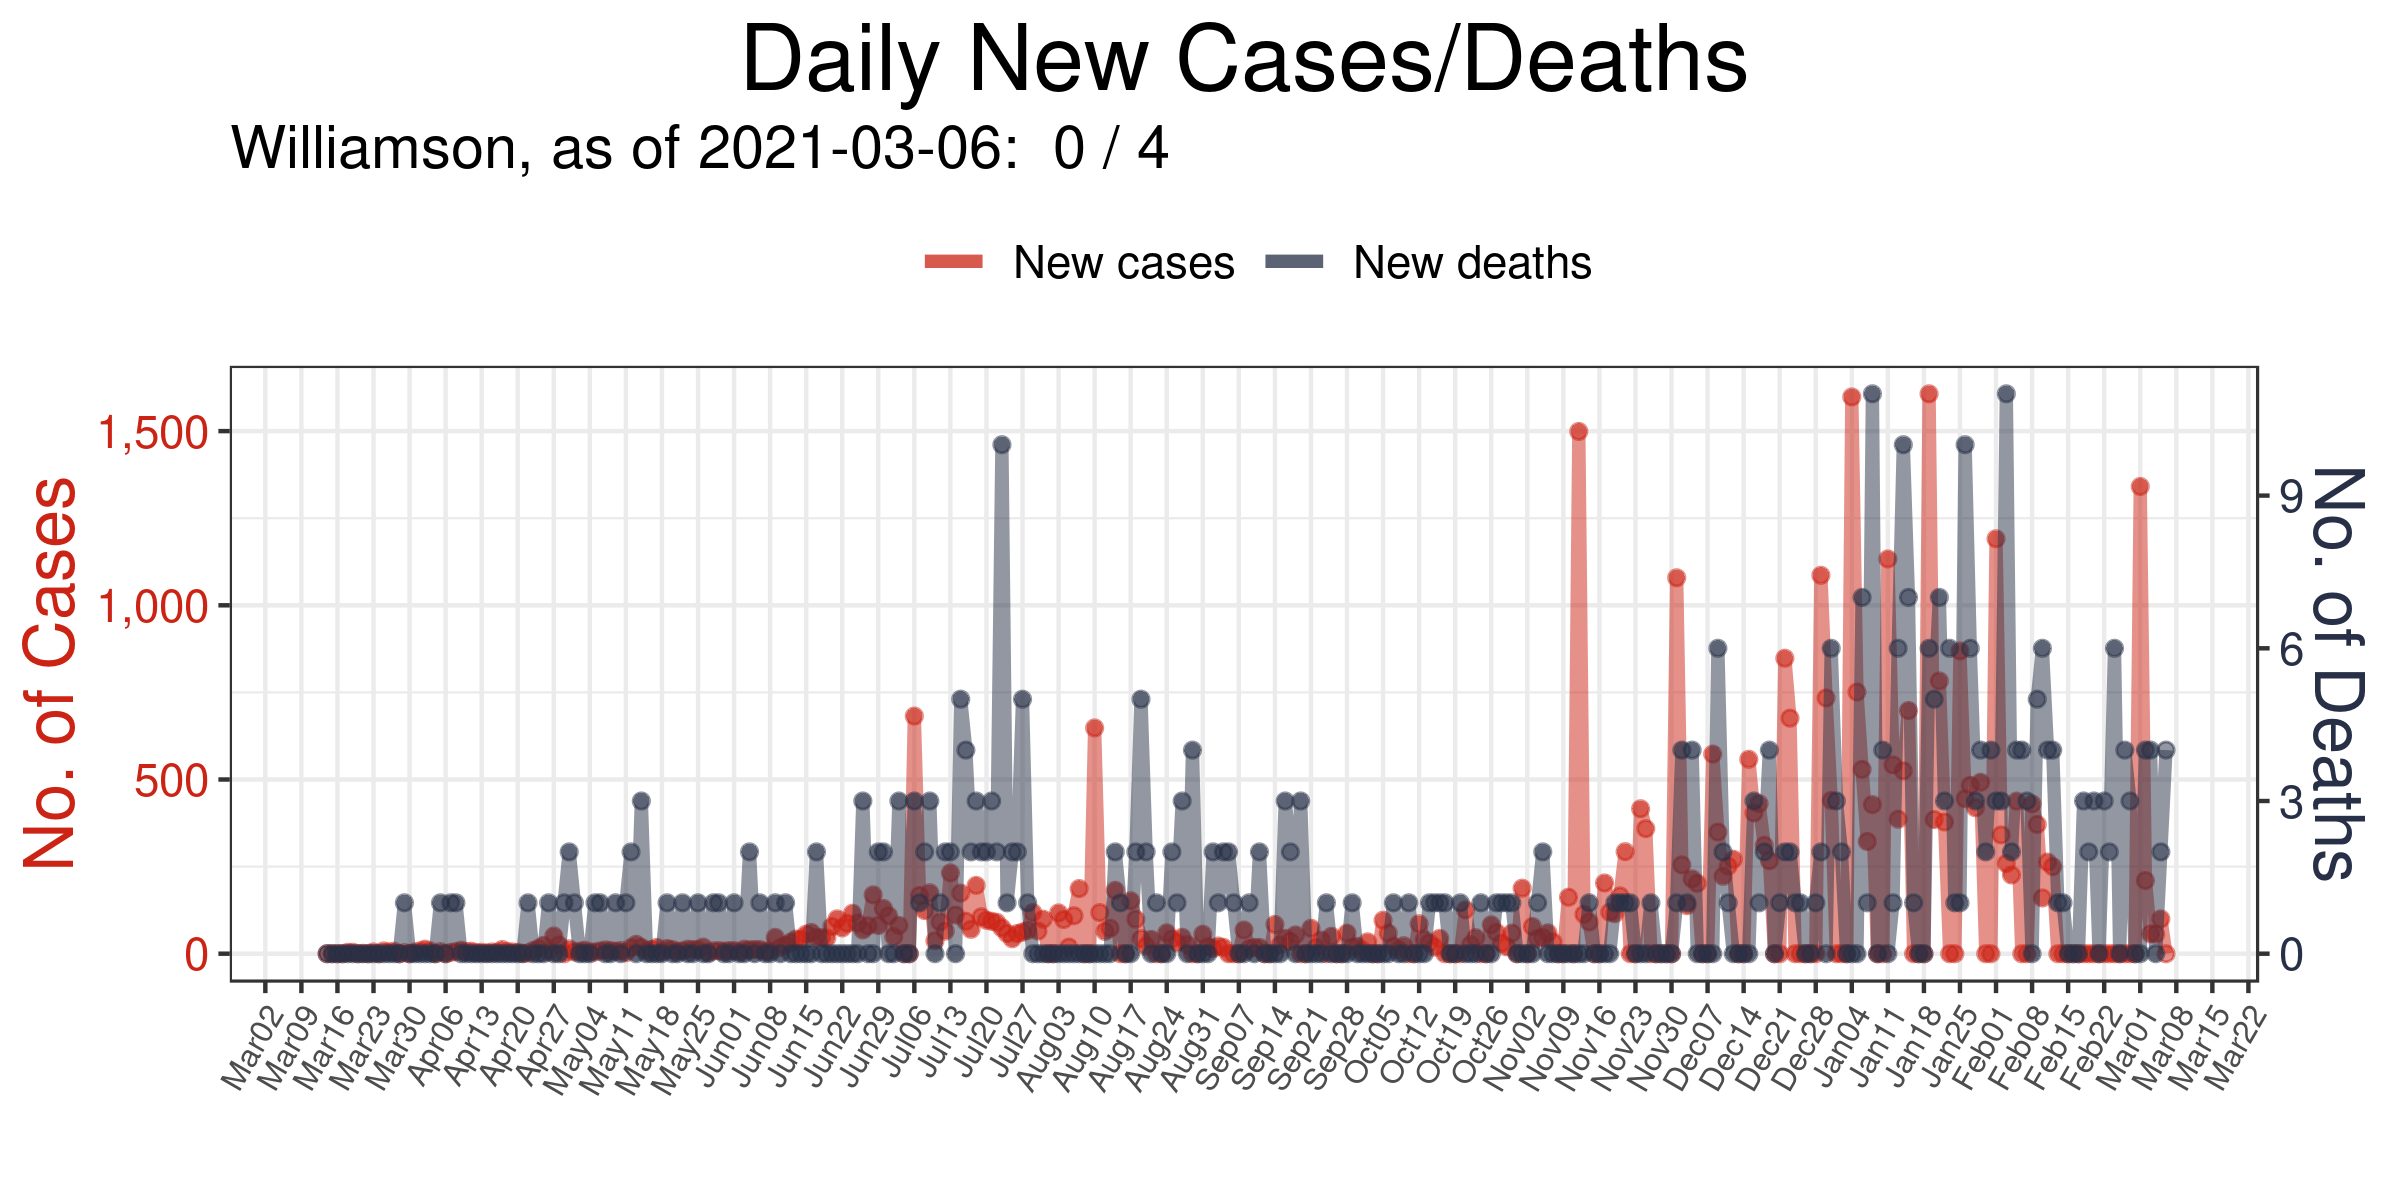 Daily New Cases/Deaths
Williamson, as of 2021-03-06:  0 / 4
New cases New deaths
No. of Cases
1,500
1,000
500
0
9
6
3
0
No. of Deaths
Mar02 Mar09 Mar16 Mar23 Mar30 Apr06 Apr13 Apr20 Apr27 May04 May11 May18 May25 Jun01 Jun08 Jun15 Jun22 Jun29 Jul06 Jul13 Jul20 Jul27 Aug03 Aug10 Aug17 Aug24 Aug31 Sep07 Sep14 Sep21 Sep28 Oct05 Oct12 Oct19 Oct26 Nov02 Nov09 Nov16 Nov23 Nov30 Dec07 Dec14 Dec21 Dec28 Dec04 Jan11 Jan18 Jan25 Jan25 Feb01 Feb08 Feb15 Feb22 Mar01 Mar08 Mar15 Mar22